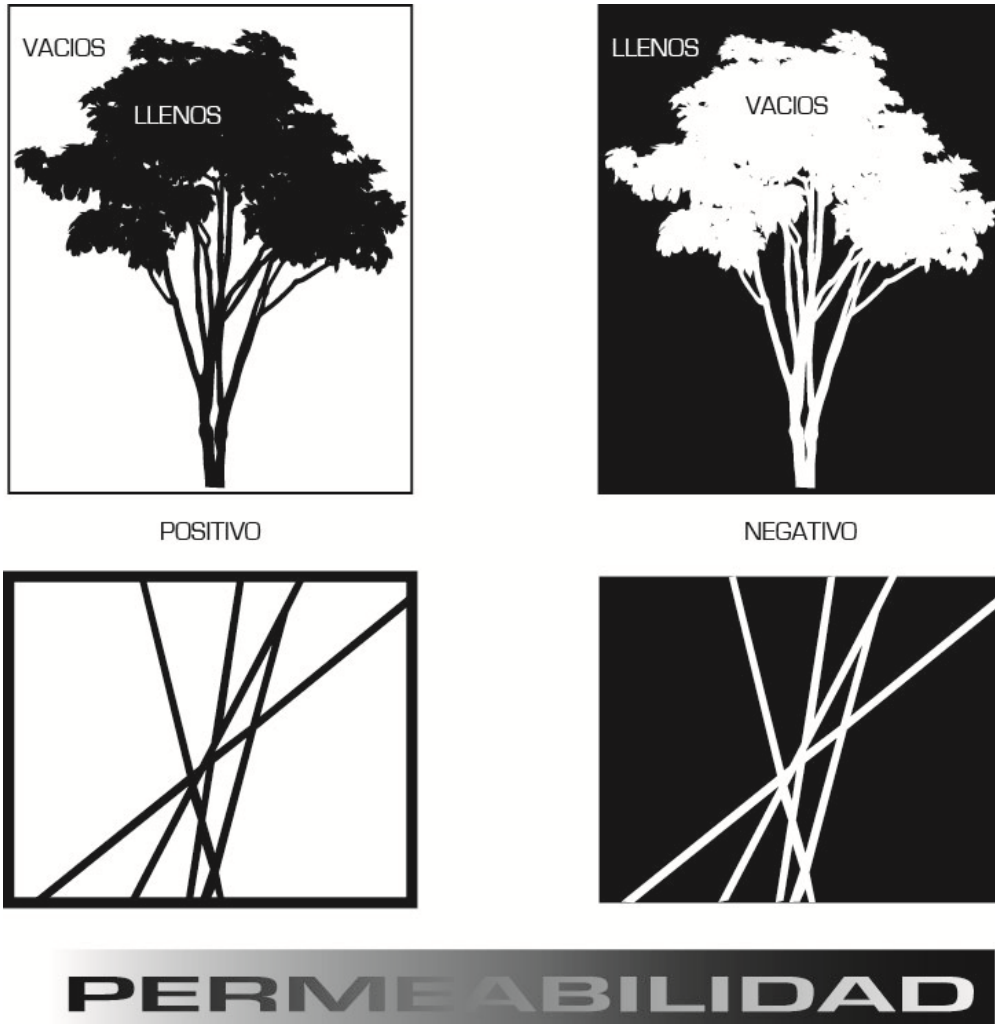 VACIOS
LLENOS
LLENOS
VACIOS
POSITIVO
NEGATIVO
PERMEABILIDAD